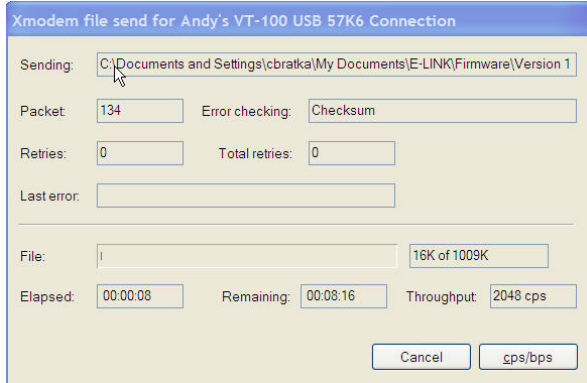 Xmodem file send for Andy's VT-100 USB 57K6 Connection
Sending: C:\Documents and Settings\cbratka\My Documents\E-LINK\Firmware\Version 1
Packet: 134 Error checking: Checksum
Retries: 0 Total retries: 0
Last error:
File: 16K of 1009K
Elapsed: 00:00:08 Remaining: 00:08:16 Throughput: 2048 cps
Cancel cps/bps